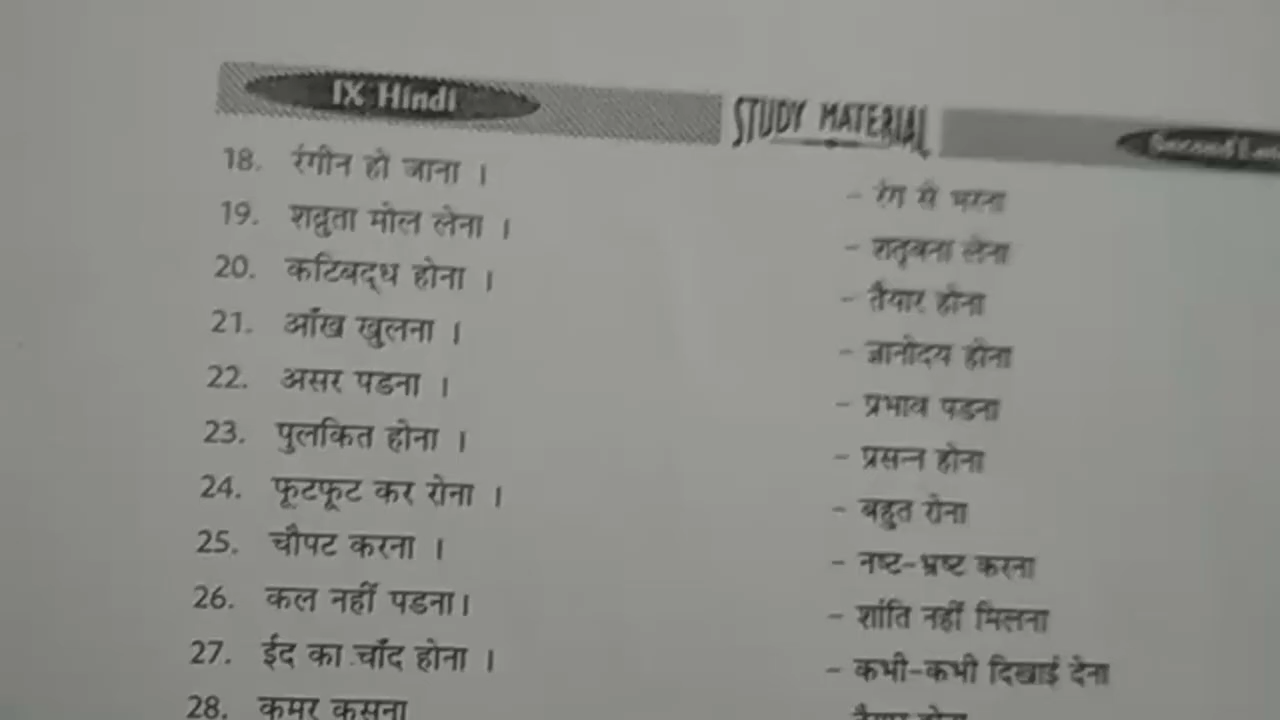 IX Hindi STUDY MATERIAL
18. रंगीन हो जाना । - रंग से भरना
19. शत्रुता मोल लेना । - लेना
20. कटिबद्ध होना । - तैयार होना
21. आँख खुलना । - ज्ञानोदय होना
22. असर पडना । - प्रभाव पडना
23. पुलकित होना । - प्रसन्न होना
24. फूटफूट कर रोना । - बहुत रोना
25. चौपट करना । - नष्ट-भ्रष्ट करना
26. कल नहीं पडना। - शांति नहीं मिलना
27. ईद का चाँद होना । - कभी-कभी दिखाई देना
28. कमर कसना